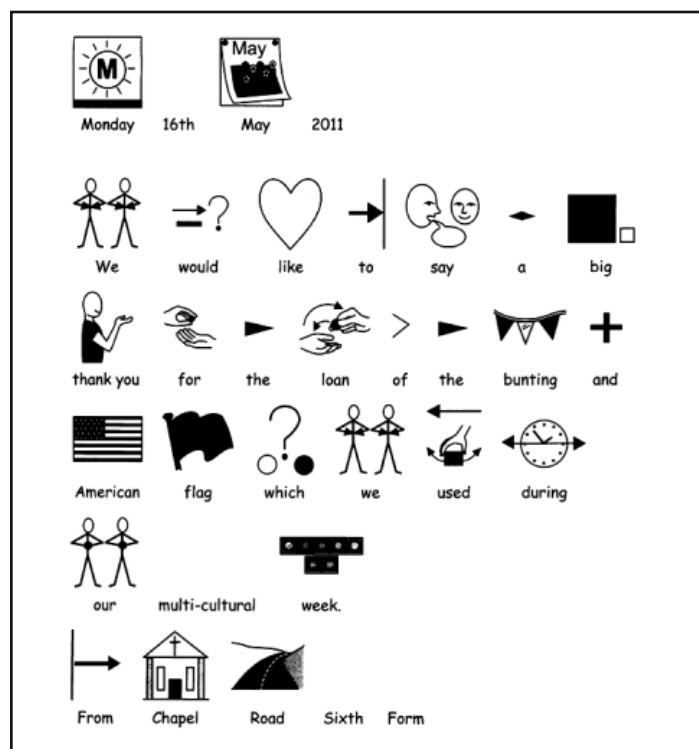 M May
Monday 16th May 2011
We would like to say a big
thank you for the loan of the bunting and
American flag which we used during
our multi-cultural week.
From Chapel Road Sixth Form